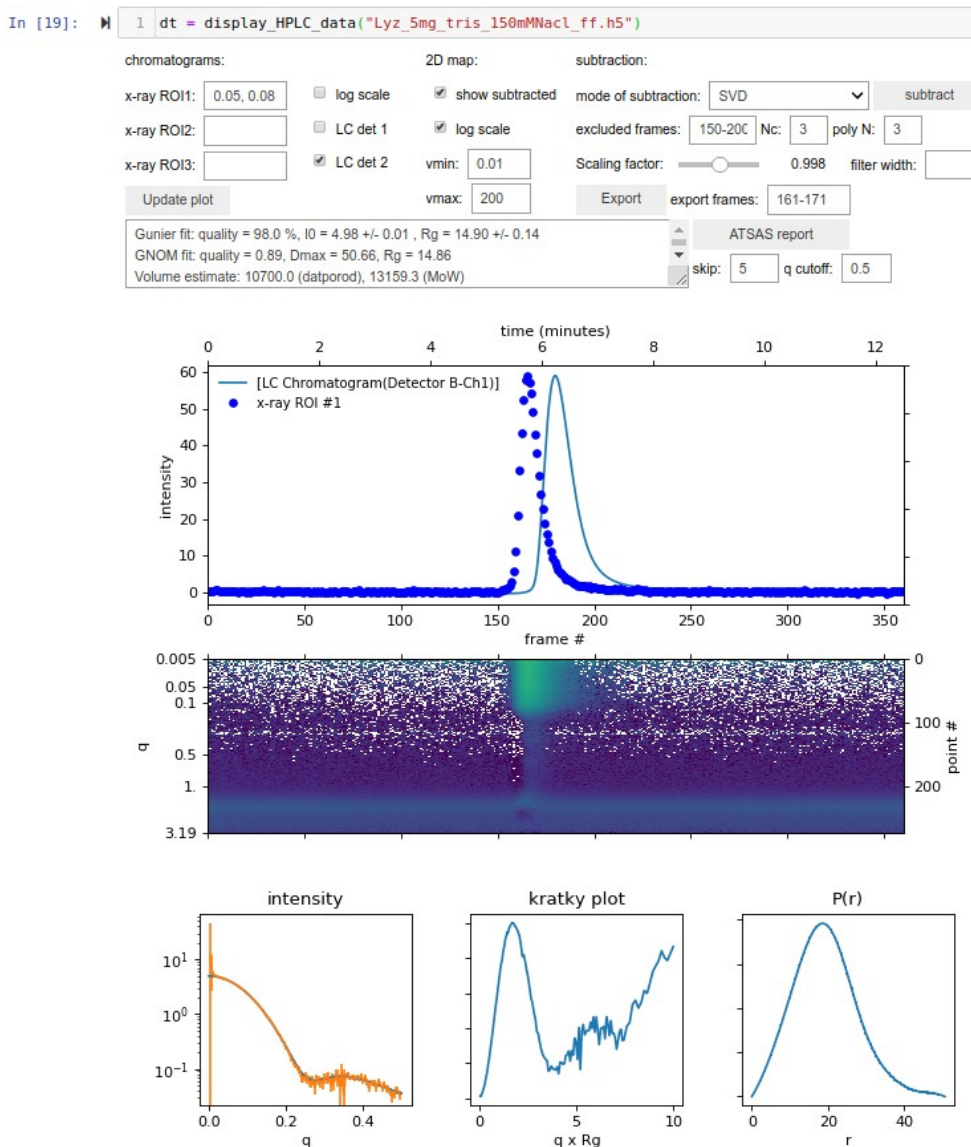 In [19]:
1 dt = display_HPLC_data("Lyz_5mg_tris_150mMNacl_ff.h5")
chromatograms: 2D map: subtraction:
x-ray ROI1: 0.05, 0.08 log scale show subtracted mode of subtraction: SVD subtract
x-ray ROI2: LC det 1 log scale excluded frames: 150-200 Nc: 3 poly N: 3
x-ray ROI3: LC det 2 vmin: 0.01 Scaling factor: 0.998 filter width:
Update plot vmax: 200 Export export frames: 161-171
Gunier fit: quality = 98.0 %, I0 = 4.98 +/- 0.01 , Rg = 14.90 +/- 0.14
GNOM fit: quality = 0.89, Dmax = 50.66, Rg = 14.86
Volume estimate: 10700.0 (datporod), 13159.3 (MoW)
ATSAS report
skip: 5 q cutoff: 0.5
time (minutes)
0 2 4 6 8 10 12
[LC Chromatogram(Detector B-Ch1)]
x-ray ROI #1
intensity
60
50
40
30
20
10
0
0 50 100 150 200 250 300 350
frame #
q
0.005
0.05
0.1
0.5
1.
3.19
0
100
200
point #
intensity
10¹
10⁰
10⁻¹
0.0 0.2 0.4
q
kratky plot
0 5 10
q x Rg
P(r)
0 20 40
r